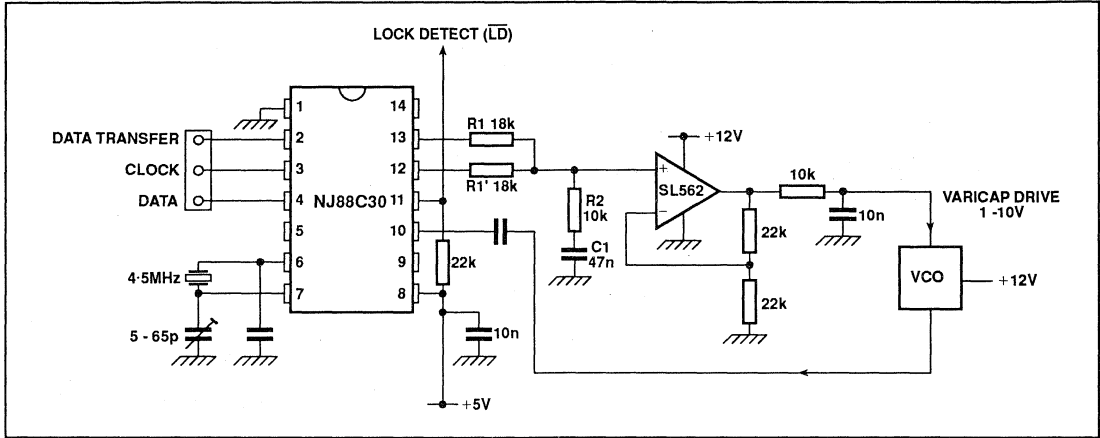 LOCK DETECT (L̅D̅)
1
14
DATA TRANSFER
2
13
R1 18k
+12V
CLOCK
3
12
R1' 18k
+
SL562
−
10k
DATA
4
NJ88C30
11
R2
10k
10n
VARICAP DRIVE
1 -10V
5
10
C1
47n
22k
6
9
22k
4·5MHz
7
8
22k
VCO
+12V
5 - 65p
10n
+5V